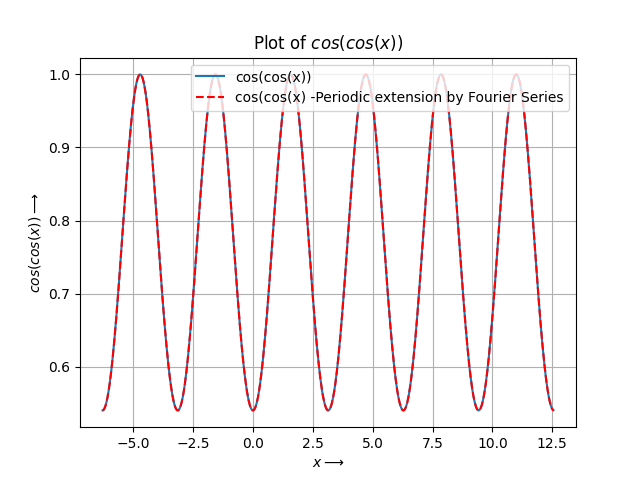 Plot of cos(cos(x))
cos(cos(x))
cos(cos(x) -Periodic extension by Fourier Series
1.0
0.9
0.8
0.7
0.6
cos(cos(x)) ⟶
−5.0 −2.5 0.0 2.5 5.0 7.5 10.0 12.5
x ⟶